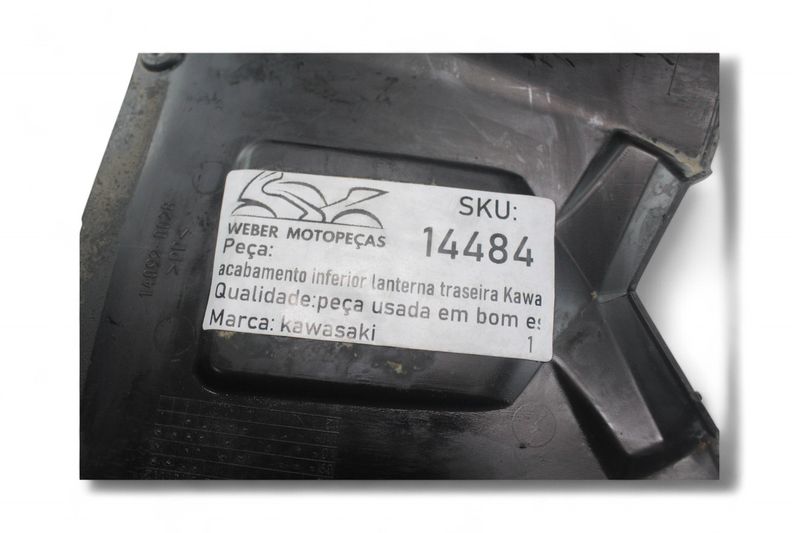 WEBER MOTOPEÇAS
SKU:
14484
Peça:
acabamento inferior lanterna traseira Kawa
Qualidade:peça usada em bom es
Marca: kawasaki
1
>PP<